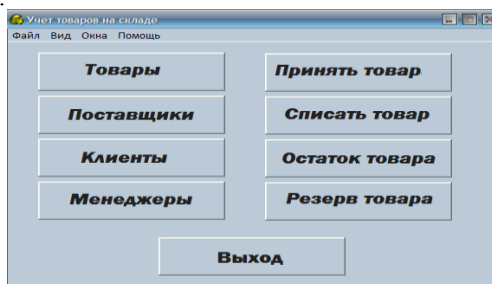 .
Учет товаров на складе
Файл Вид Окна Помощь
Товары Принять товар
Поставщики Списать товар
Клиенты Остаток товара
Менеджеры Резерв товара
Выход